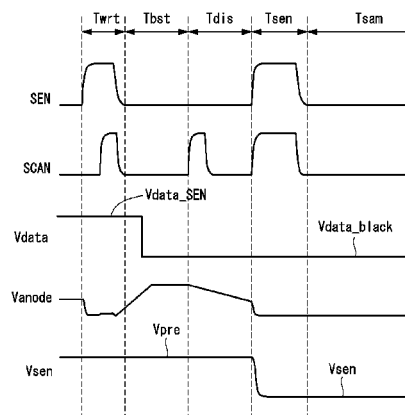 Twrt Tbst Tdis Tsen Tsam
SEN
SCAN
Vdata_SEN
Vdata
Vdata_black
Vanode
Vpre
Vsen
Vsen